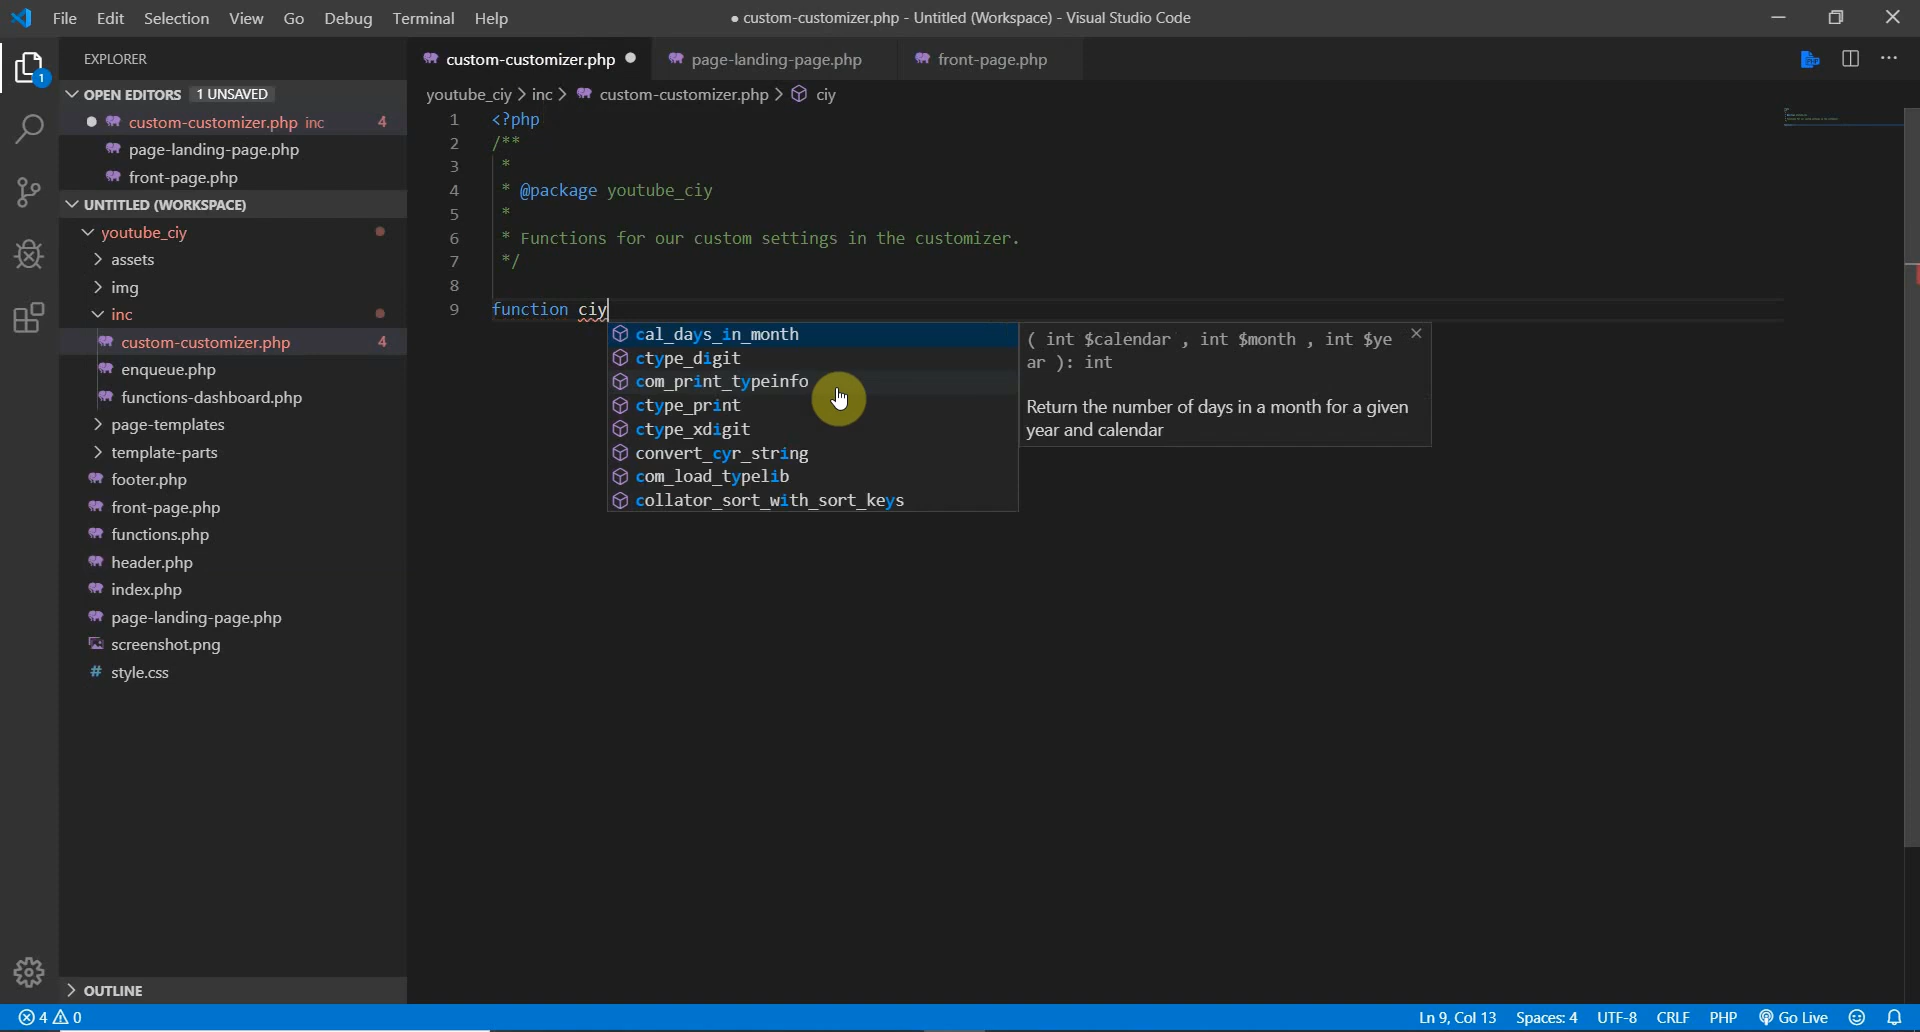 File Edit Selection View Go Debug Terminal Help
● custom-customizer.php - Untitled (Workspace) - Visual Studio Code
EXPLORER
OPEN EDITORS 1 UNSAVED
custom-customizer.php inc 4
page-landing-page.php
front-page.php
UNTITLED (WORKSPACE)
youtube_ciy
assets
img
inc
custom-customizer.php 4
enqueue.php
functions-dashboard.php
page-templates
template-parts
footer.php
front-page.php
functions.php
header.php
index.php
page-landing-page.php
screenshot.png
# style.css
OUTLINE
1
custom-customizer.php
page-landing-page.php
front-page.php
youtube_ciy > inc > custom-customizer.php > ciy
1 <?php
2 /**
3 *
4 * @package youtube_ciy
5 *
6 * Functions for our custom settings in the customizer.
7 */
8
9 function ciy
cal_days_in_month
ctype_digit
com_print_typeinfo
ctype_print
ctype_xdigit
convert_cyr_string
com_load_typelib
collator_sort_with_sort_keys
( int $calendar , int $month , int $ye
ar ): int
Return the number of days in a month for a given
year and calendar
4 0
Ln 9, Col 13 Spaces: 4 UTF-8 CRLF PHP Go Live